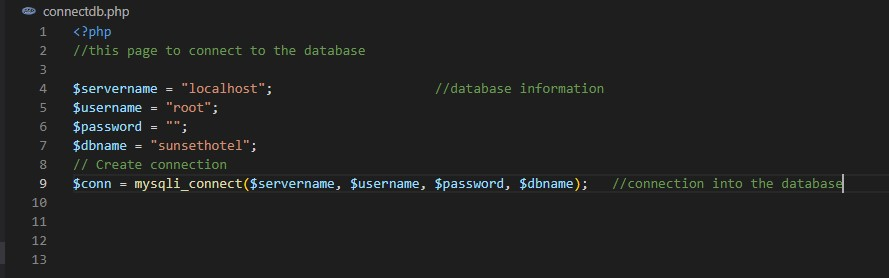 connectdb.php
1 <?php
2 //this page to connect to the database
3
4 $servername = "localhost"; //database information
5 $username = "root";
6 $password = "";
7 $dbname = "sunsethotel";
8 // Create connection
9 $conn = mysqli_connect($servername, $username, $password, $dbname); //connection into the database
10
11
12
13